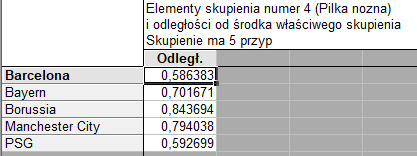 Elementy skupienia numer 4 (Pilka nozna)
i odległości od środka właściwego skupienia
Skupienie ma 5 przyp
Odległ.
Barcelona 0,586383
Bayern 0,701671
Borussia 0,843694
Manchester City 0,794038
PSG 0,592699